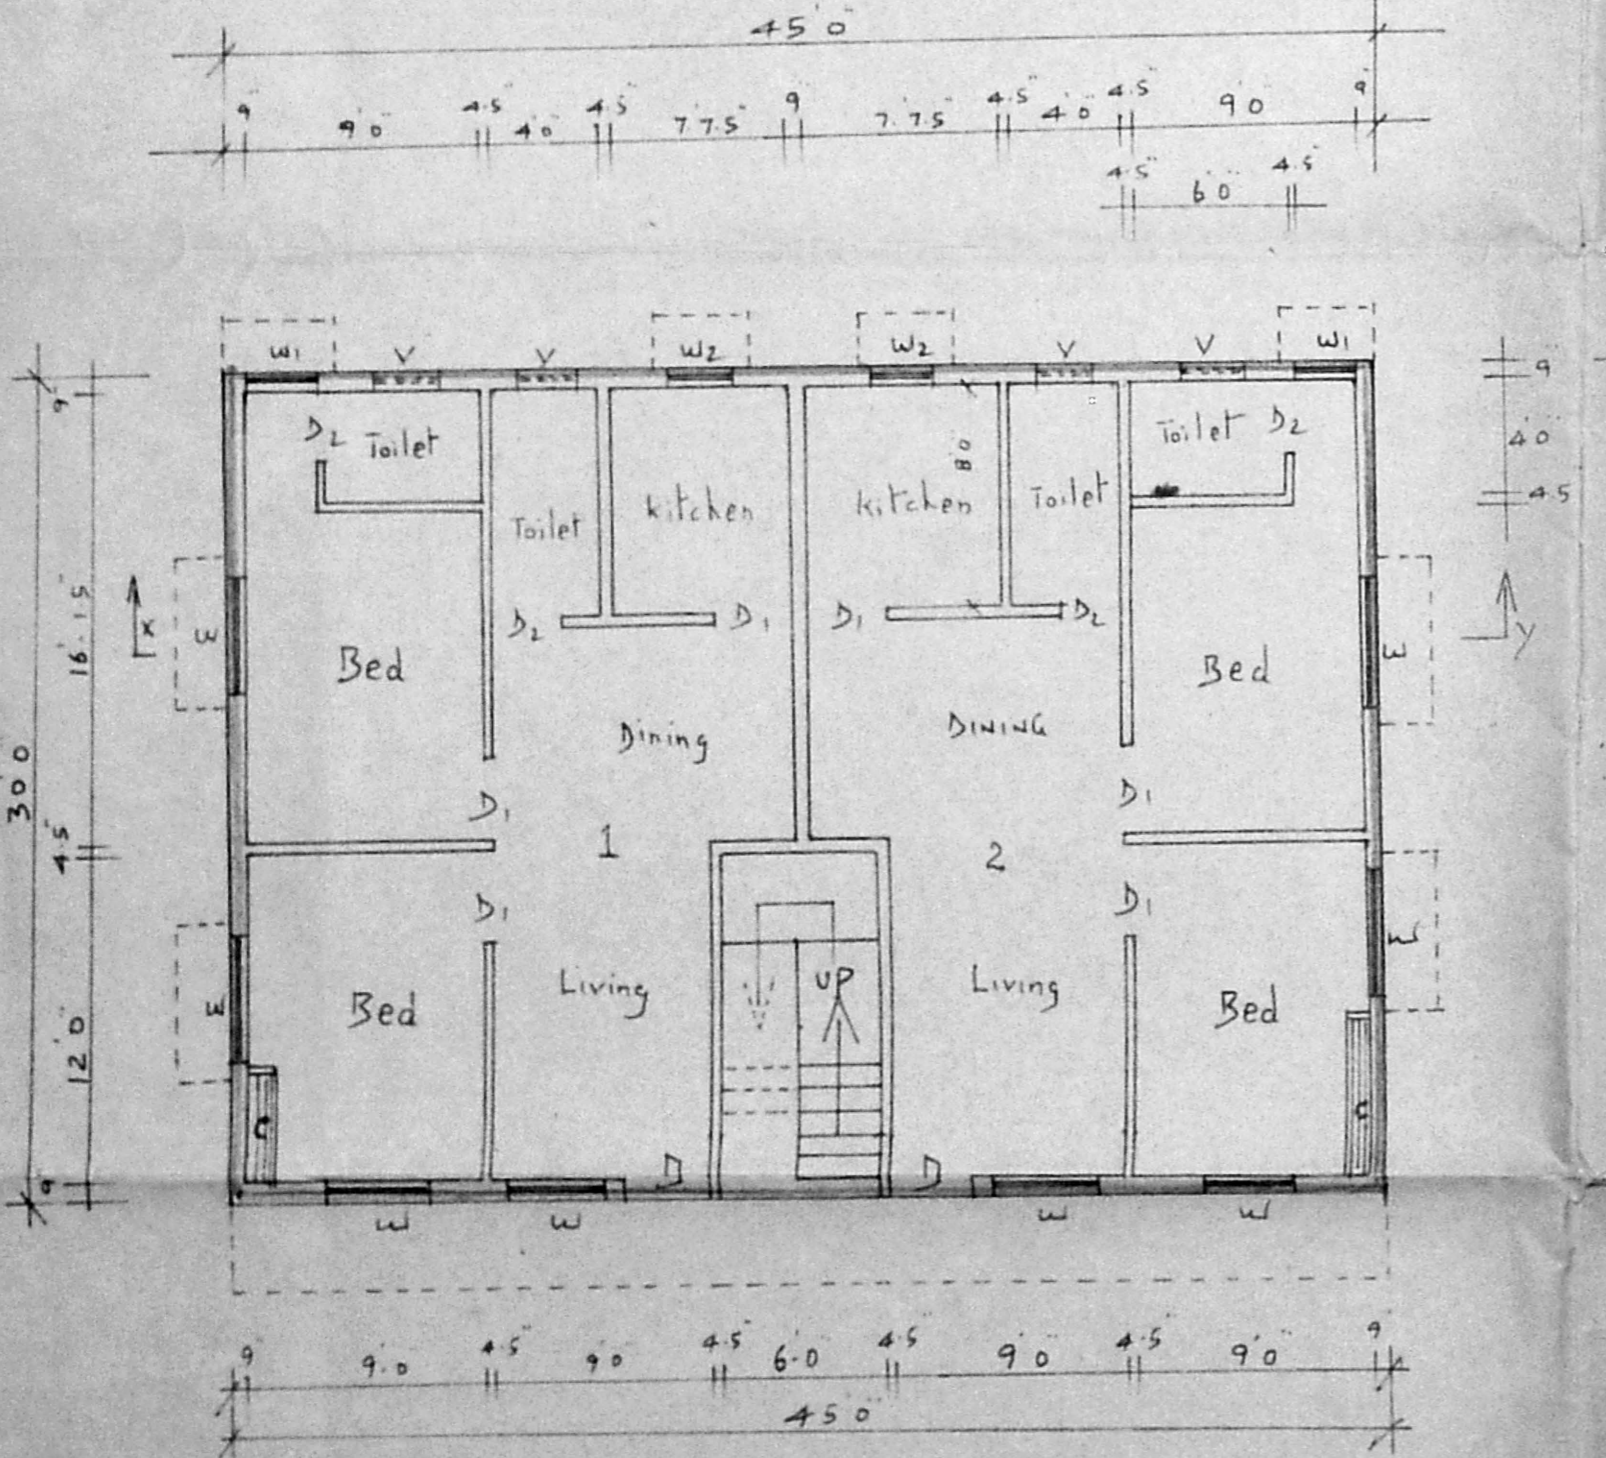 45'0"
9" 9'0" 4.5" 4'0" 4.5" 7'7.5" 9" 7'7.5" 4.5" 4'0" 4.5" 9'0" 9"
4.5" 6'0" 4.5"
W1 V V W2 W2 V V W1
9" 9"
D2 Toilet Toilet D2
4'0"
8'0"
4.5
Toilet kitchen kitchen Toilet
16'.1.5"
D2 D1 D1 D2
x W W y
Bed Bed
Dining DINING
30'0"
D1 D1
4.5"
1 2
D1 D1
W W
UP
Living Living
Bed Bed
12'0"
C C
D D
9"
W W W W
9" 9'.0" 4.5" 9'0" 4.5" 6'-0" 4.5" 9'0" 4.5" 9'0" 9"
45'0"